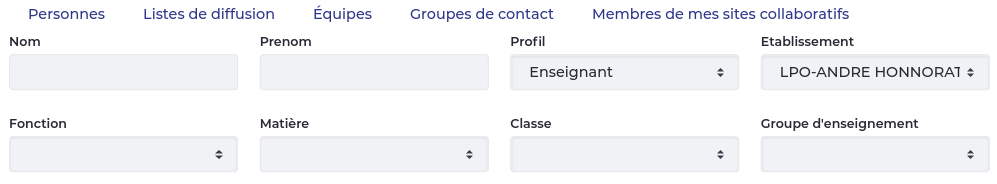 Personnes Listes de diffusion Équipes Groupes de contact Membres de mes sites collaboratifs
Nom Prenom Profil Etablissement
Enseignant LPO-ANDRE HONNORAT
Fonction Matière Classe Groupe d'enseignement